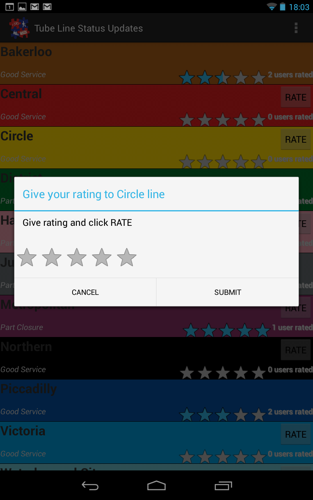 18:03
Tube Line Status Updates
Bakerloo
Good Service
2 users rated
Central
RATE
Good Service
0 users rated
Circle
RATE
Give your rating to Circle line
Give rating and click RATE
CANCEL
SUBMIT
Part Closure
1 user rated
Northern
RATE
Good Service
0 users rated
Piccadilly
Good Service
2 users rated
Victoria
RATE
Good Service
0 users rated